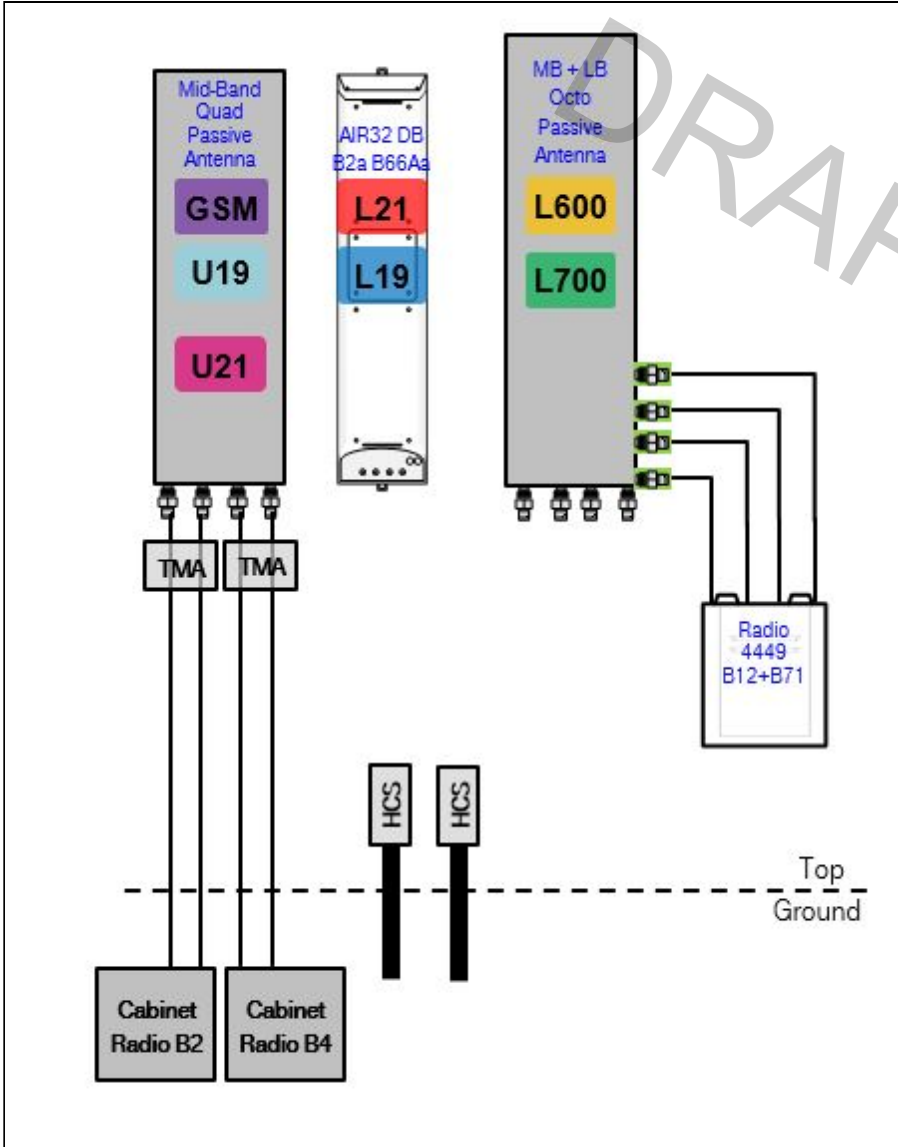 Mid-Band
Quad
Passive
Antenna
GSM
U19
U21
AIR32 DB
B2a B66Aa
L21
L19
MB + LB
Octo
Passive
Antenna
L600
L700
TMA
TMA
Radio
4449
B12+B71
HCS
HCS
Top
Ground
Cabinet
Radio B2
Cabinet
Radio B4